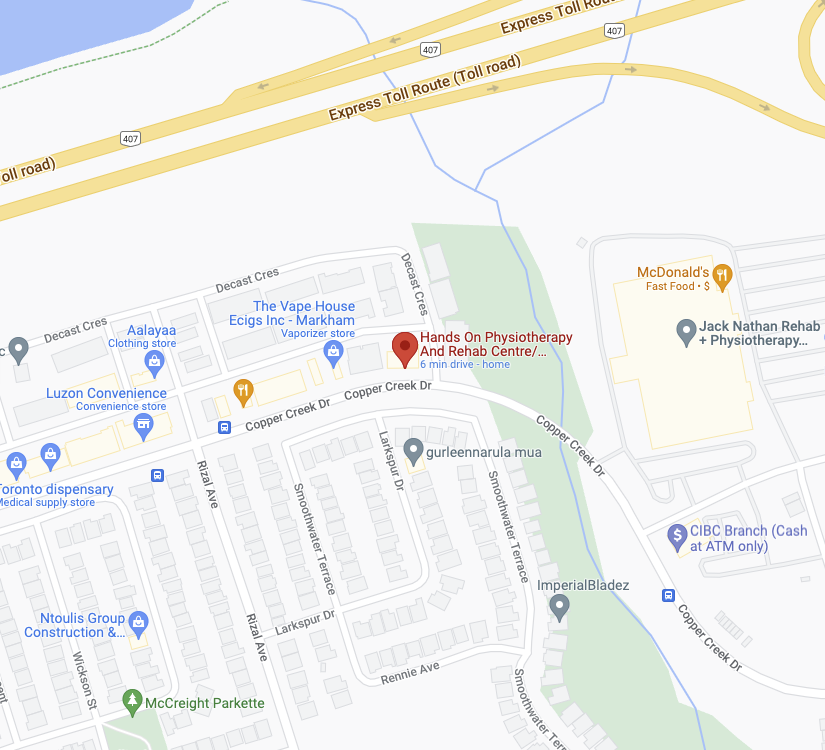 Express Toll Rout
407
407
Express Toll Route (Toll road)
407
oll road)
Decast Cres
Decast Cres
McDonald's
Fast Food • $
The Vape House
Ecigs Inc - Markham
Vaporizer store
Jack Nathan Rehab
+ Physiotherapy...
Decast Cres
Aalayaa
Clothing store
Hands On Physiotherapy
And Rehab Centre/...
6 min drive - home
c
Luzon Convenience
Convenience store
Copper Creek Dr
Copper Creek Dr
Copper Creek Dr
gurleennarula mua
Larkspur Dr
Toronto dispensary
Medical supply store
Rizal Ave
Smoothwater Terrace
Smoothwater Terrace
CIBC Branch (Cash
at ATM only)
ImperialBladez
Ntoulis Group
Construction &...
Larkspur Dr
Rizal Ave
Copper Creek Dr
Rennie Ave
Wickson St
McCreight Parkette
Smoothwater Terr